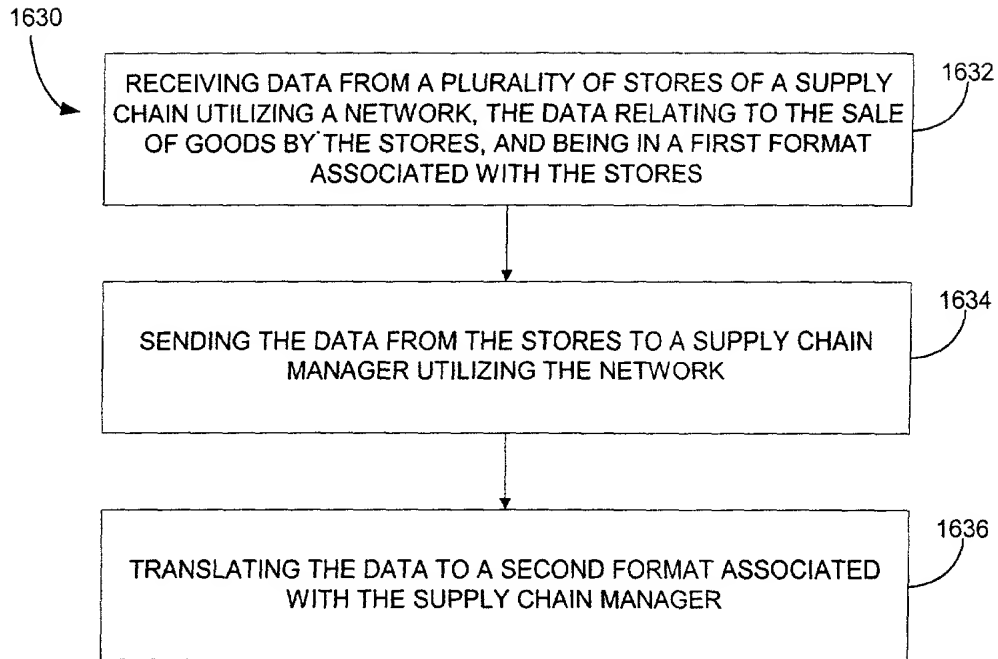 1630
RECEIVING DATA FROM A PLURALITY OF STORES OF A SUPPLY
CHAIN UTILIZING A NETWORK, THE DATA RELATING TO THE SALE
OF GOODS BY THE STORES, AND BEING IN A FIRST FORMAT
ASSOCIATED WITH THE STORES
1632
SENDING THE DATA FROM THE STORES TO A SUPPLY CHAIN
MANAGER UTILIZING THE NETWORK
1634
TRANSLATING THE DATA TO A SECOND FORMAT ASSOCIATED
WITH THE SUPPLY CHAIN MANAGER
1636